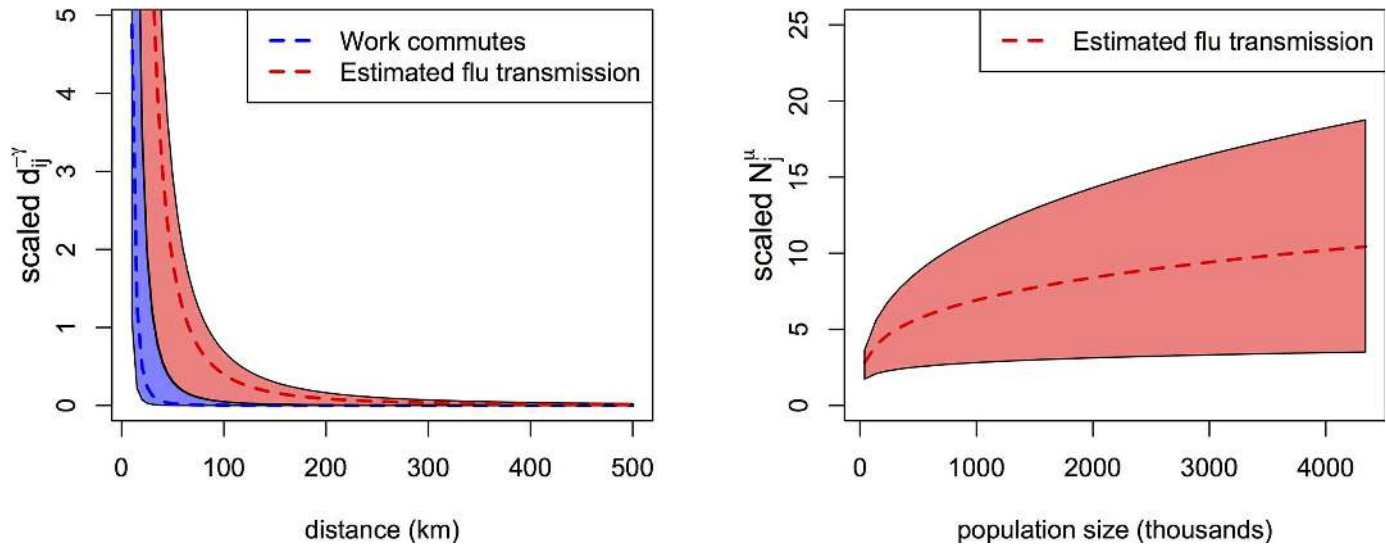 scaled d_ij^−γ
5
4
3
2
1
0
0 100 200 300 400 500
distance (km)
Work commutes
Estimated flu transmission
scaled N_j^μ
25
20
15
10
5
0
0 1000 2000 3000 4000
population size (thousands)
Estimated flu transmission